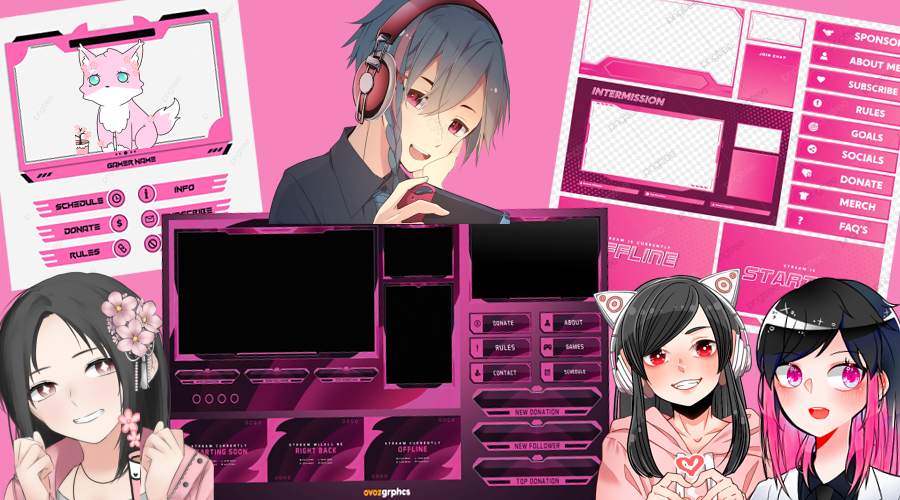 GAMER NAME
SCHEDULE
INFO
DONATE
RULES
INTERMISSION
JOIN CHAT
ABOUT ME
SUBSCRIBE
RULES
GOALS
SOCIALS
DONATE
MERCH
FAQ'S
STREAM IS CURRENTLY
STREAM IS
DONATE
ABOUT
RULES
GAMES
CONTACT
SCHEDULE
NEW DONATION
NEW FOLLOWER
TOP DONATION
STREAM CURRENTLY
STARTING SOON
STREAM WILL BE
RIGHT BACK
STREAM CURRENTLY
OFFLINE
ovozgrphcs